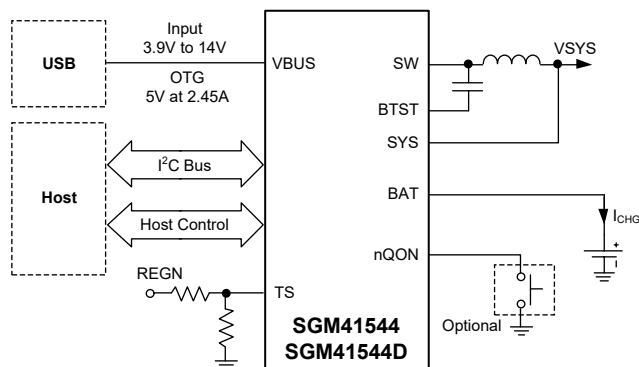 USB
Input
3.9V to 14V
OTG
5V at 2.45A
VBUS
SW
VSYS
BTST
SYS
Host
I²C Bus
Host Control
BAT
ICHG
+
nQON
REGN
TS
Optional
SGM41544
SGM41544D